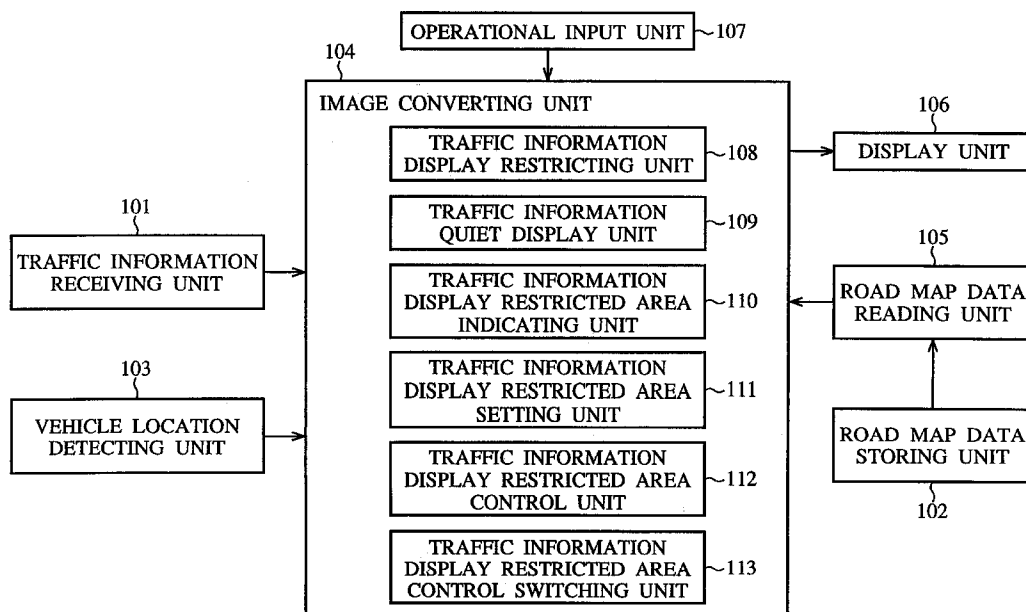 OPERATIONAL INPUT UNIT
107
104
IMAGE CONVERTING UNIT
TRAFFIC INFORMATION
DISPLAY RESTRICTING UNIT
108
TRAFFIC INFORMATION
QUIET DISPLAY UNIT
109
TRAFFIC INFORMATION
DISPLAY RESTRICTED AREA
INDICATING UNIT
110
TRAFFIC INFORMATION
DISPLAY RESTRICTED AREA
SETTING UNIT
111
TRAFFIC INFORMATION
DISPLAY RESTRICTED AREA
CONTROL UNIT
112
TRAFFIC INFORMATION
DISPLAY RESTRICTED AREA
CONTROL SWITCHING UNIT
113
101
TRAFFIC INFORMATION
RECEIVING UNIT
103
VEHICLE LOCATION
DETECTING UNIT
106
DISPLAY UNIT
105
ROAD MAP DATA
READING UNIT
ROAD MAP DATA
STORING UNIT
102